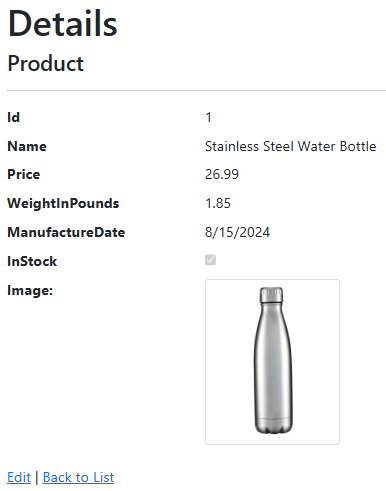 Details
Product
Id 1
Name Stainless Steel Water Bottle
Price 26.99
WeightInPounds 1.85
ManufactureDate 8/15/2024
InStock
Image:
Edit | Back to List